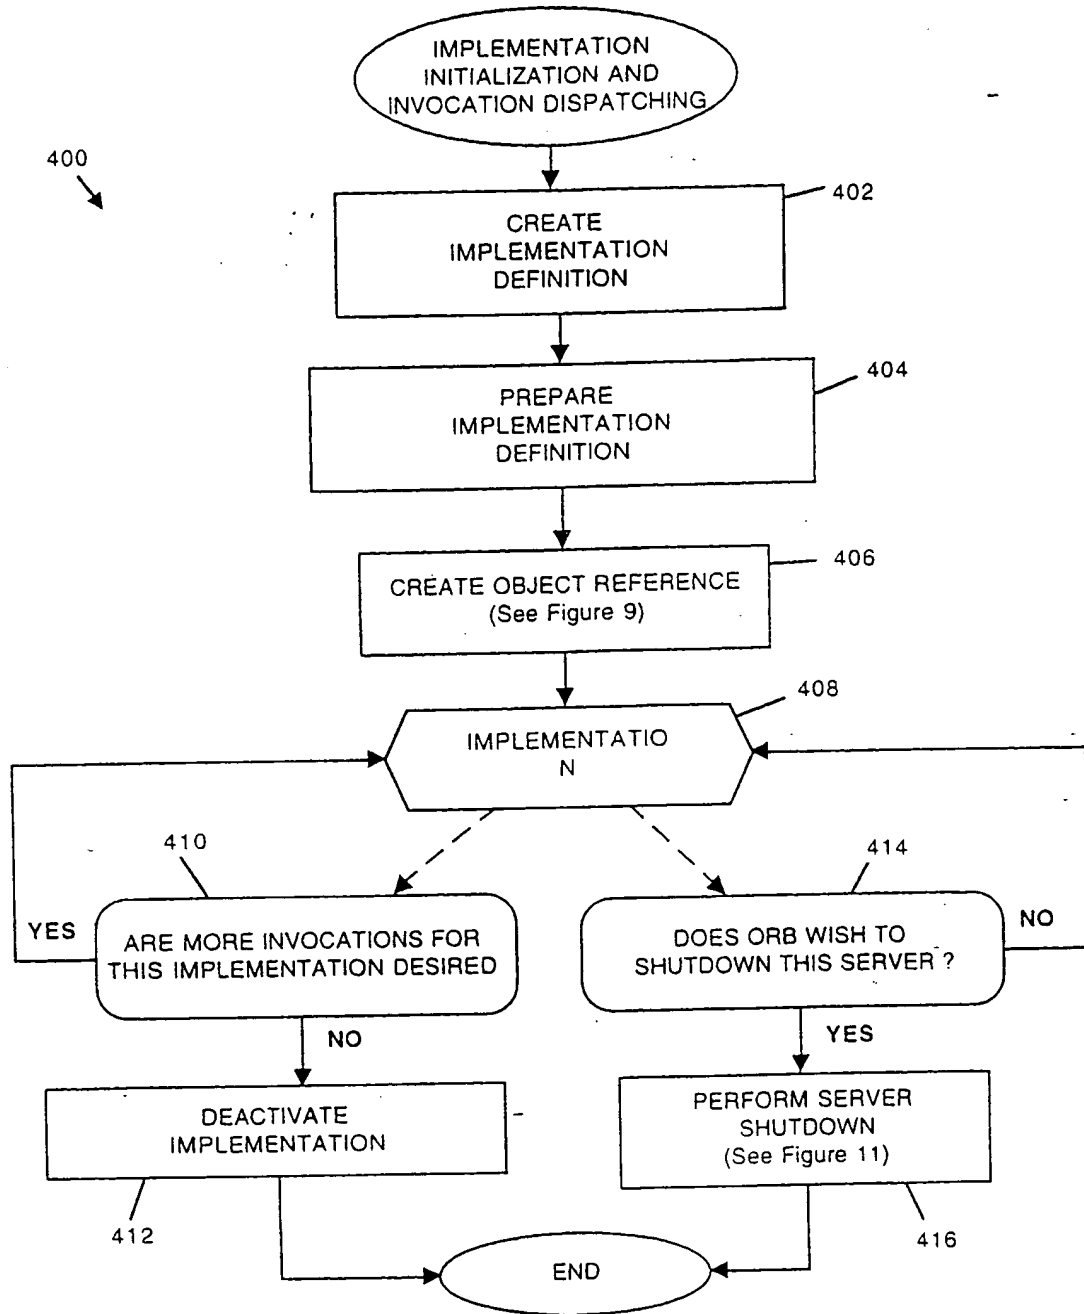 IMPLEMENTATION
INITIALIZATION AND
INVOCATION DISPATCHING
400
402
CREATE
IMPLEMENTATION
DEFINITION
404
PREPARE
IMPLEMENTATION
DEFINITION
406
CREATE OBJECT REFERENCE
(See Figure 9)
408
IMPLEMENTATIO
N
410
414
YES
ARE MORE INVOCATIONS FOR
THIS IMPLEMENTATION DESIRED
DOES ORB WISH TO
SHUTDOWN THIS SERVER ?
NO
NO
YES
DEACTIVATE
IMPLEMENTATION
PERFORM SERVER
SHUTDOWN
(See Figure 11)
412
416
END